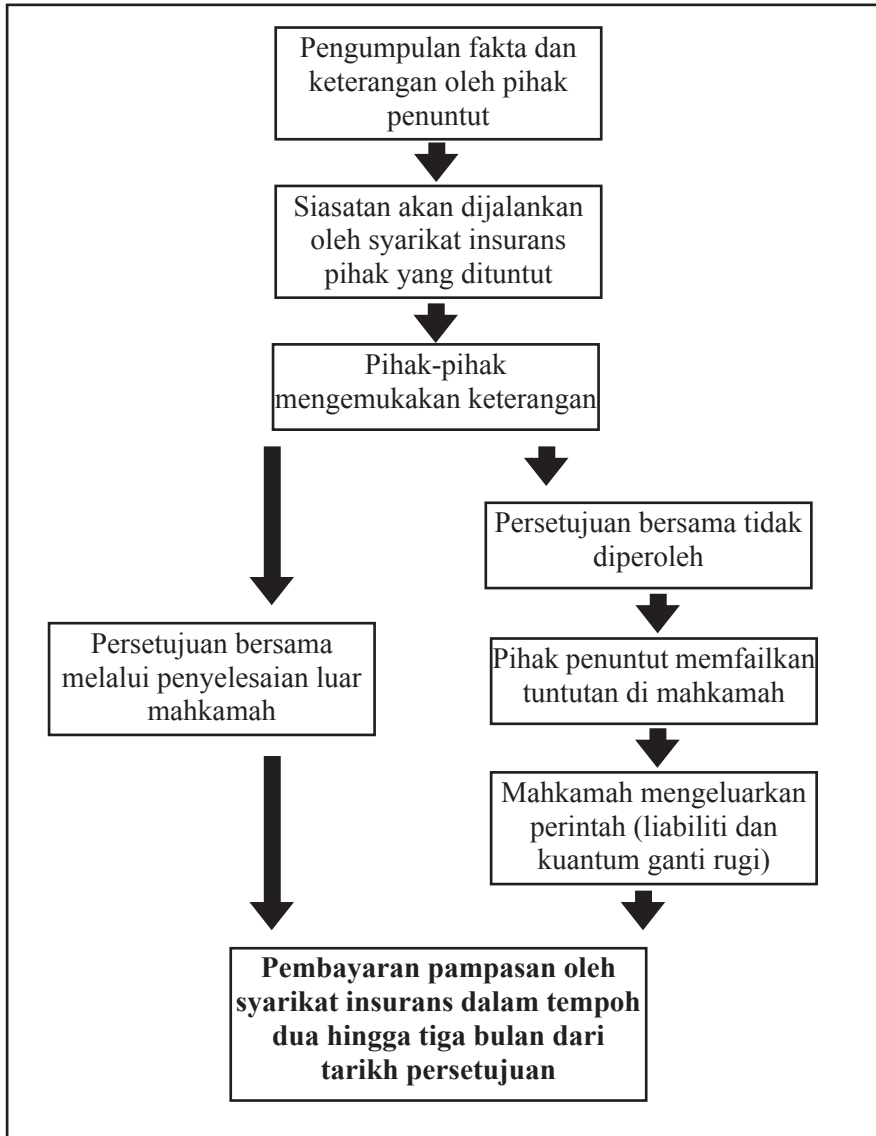 Pengumpulan fakta dan
keterangan oleh pihak
penuntut
Siasatan akan dijalankan
oleh syarikat insurans
pihak yang dituntut
Pihak-pihak
mengemukakan keterangan
Persetujuan bersama tidak
diperoleh
Persetujuan bersama
melalui penyelesaian luar
mahkamah
Pihak penuntut memfailkan
tuntutan di mahkamah
Mahkamah mengeluarkan
perintah (liabiliti dan
kuantum ganti rugi)
Pembayaran pampasan oleh
syarikat insurans dalam tempoh
dua hingga tiga bulan dari
tarikh persetujuan